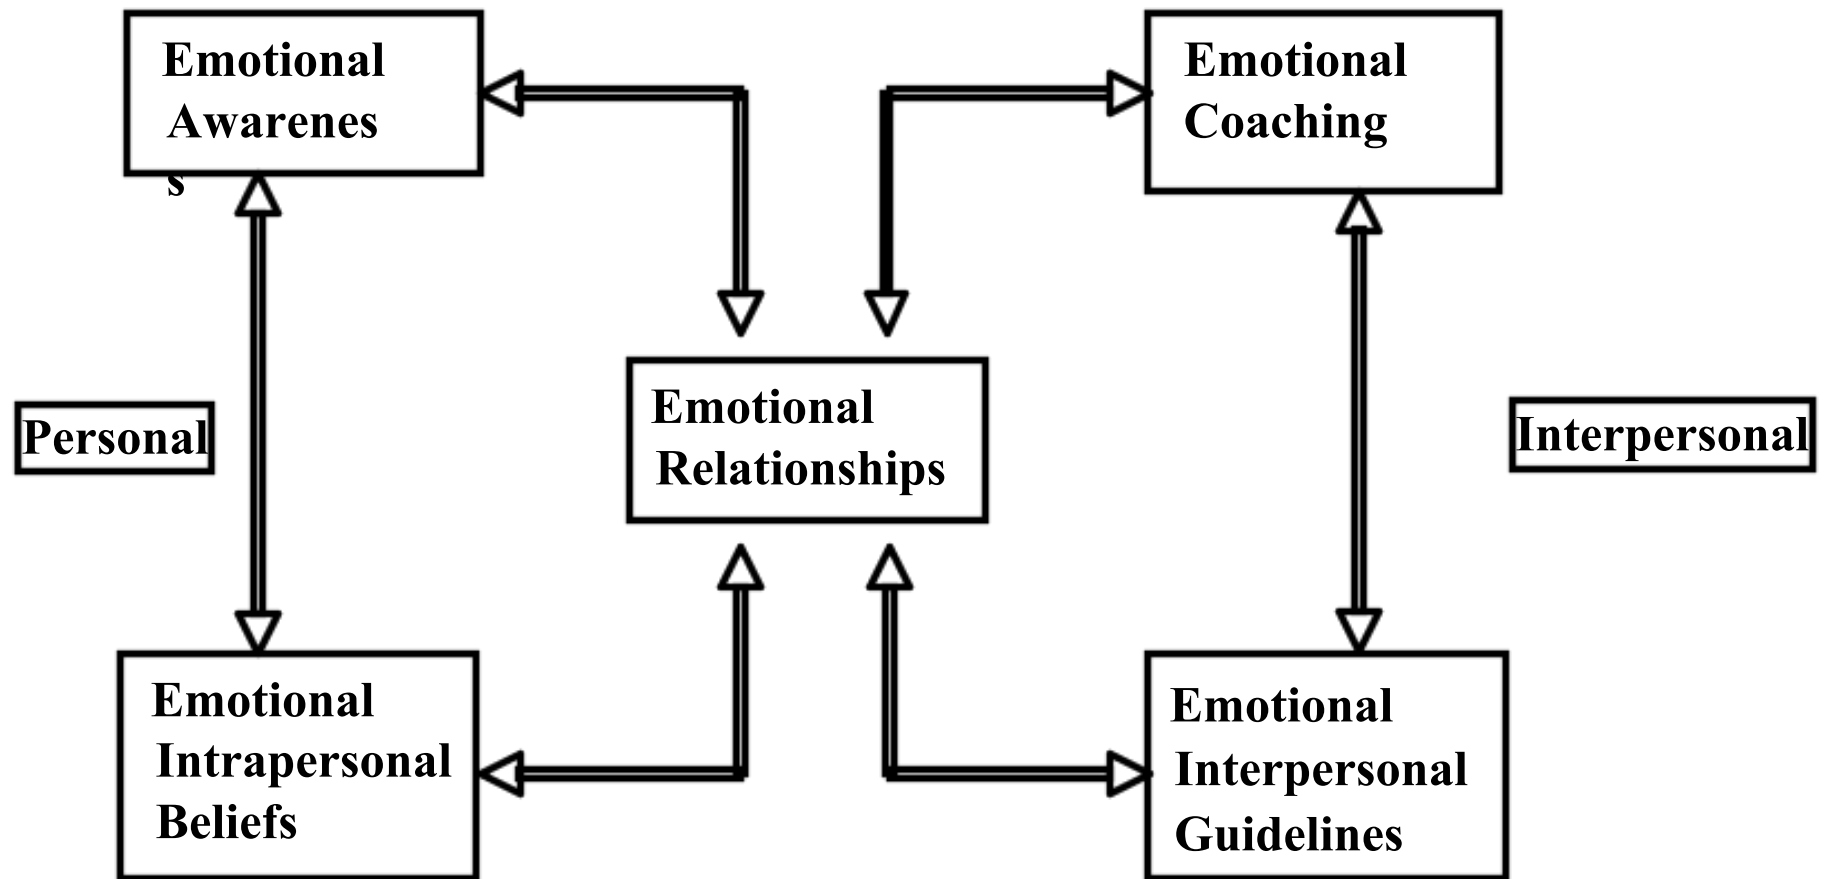 Emotional
Awarenes
s
Emotional
Coaching
Personal
Emotional
Relationships
Interpersonal
Emotional
Intrapersonal
Beliefs
Emotional
Interpersonal
Guidelines